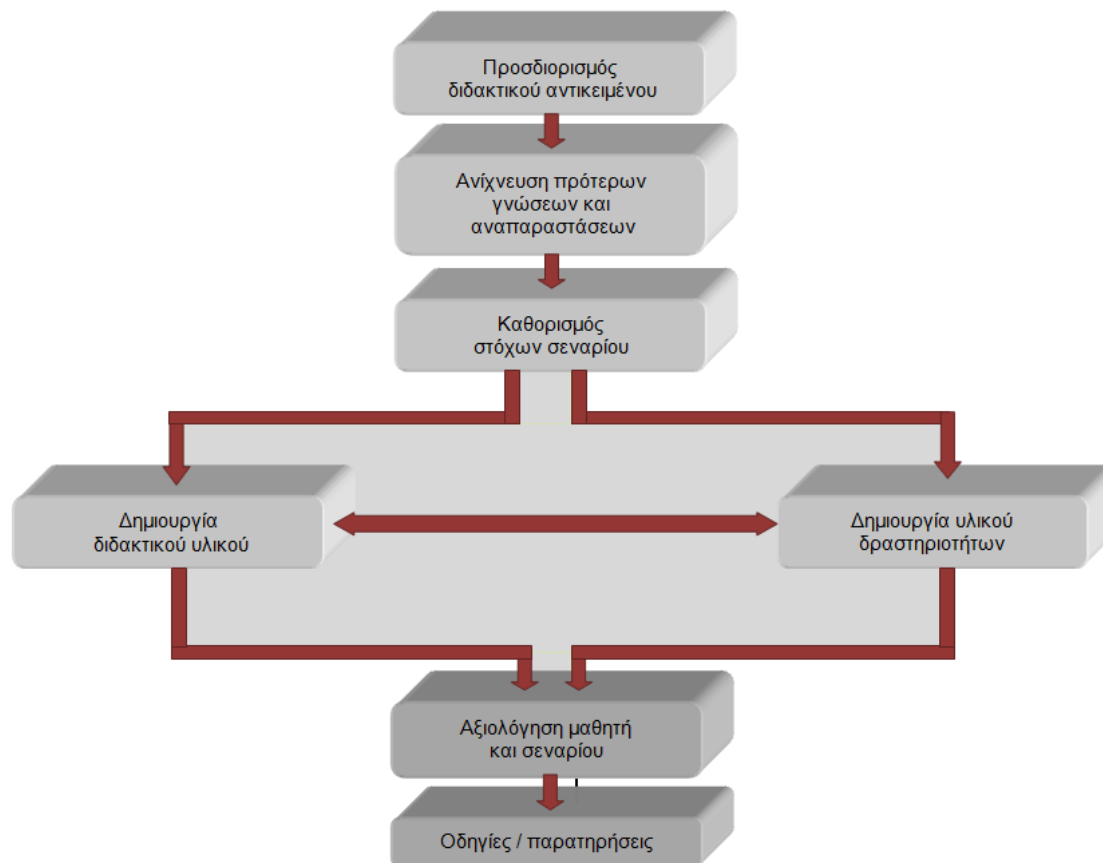 Προσδιορισμός
διδακτικού αντικειμένου
Ανίχνευση πρότερων
γνώσεων και
αναπαραστάσεων
Καθορισμός
στόχων σεναρίου
Δημιουργία
διδακτικού υλικού
Δημιουργία υλικού
δραστηριοτήτων
Αξιολόγηση μαθητή
και σεναρίου
Οδηγίες / παρατηρήσεις